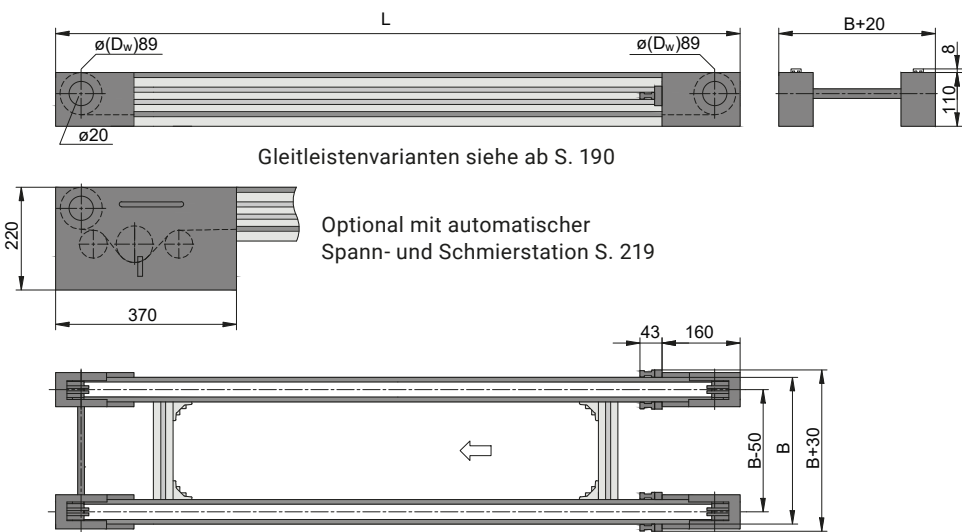 L
B+20
ø(Dw)89
ø(Dw)89
8
110
ø20
Gleitleistenvarianten siehe ab S. 190
220
Optional mit automatischer
Spann- und Schmierstation S. 219
370
43
160
B-50
B
B+30